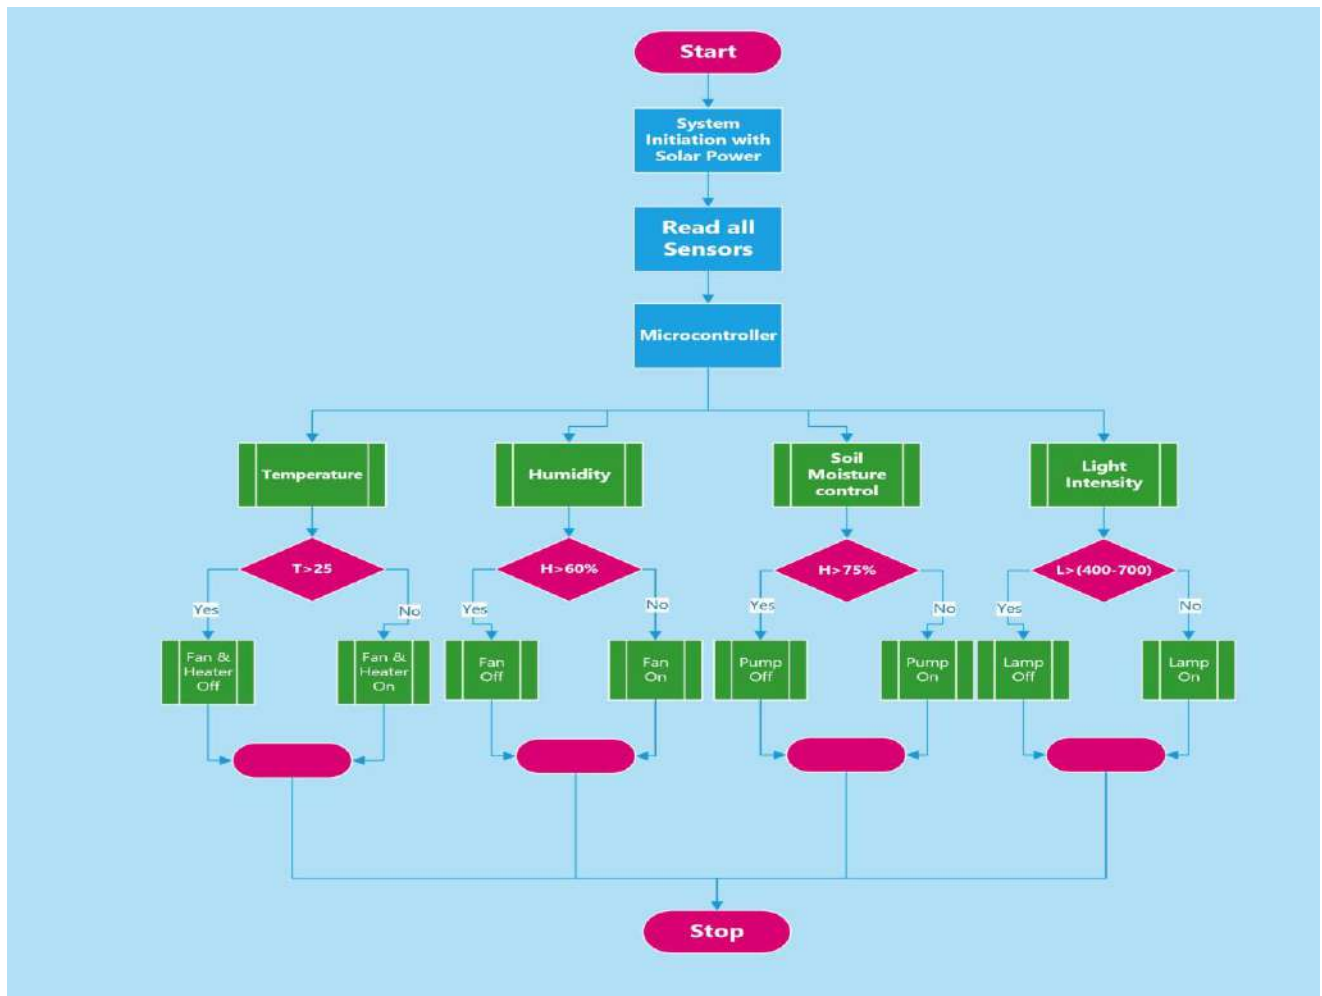 Start
System
Initiation with
Solar Power
Read all
Sensors
Microcontroller
Temperature
Humidity
Soil
Moisture
control
Light
Intensity
T>25
H>60%
H>75%
L>(400-700)
Yes
No
Yes
No
Yes
No
Yes
No
Fan &
Heater
Off
Fan &
Heater
On
Fan
Off
Fan
On
Pump
Off
Pump
On
Lamp
Off
Lamp
On
Stop